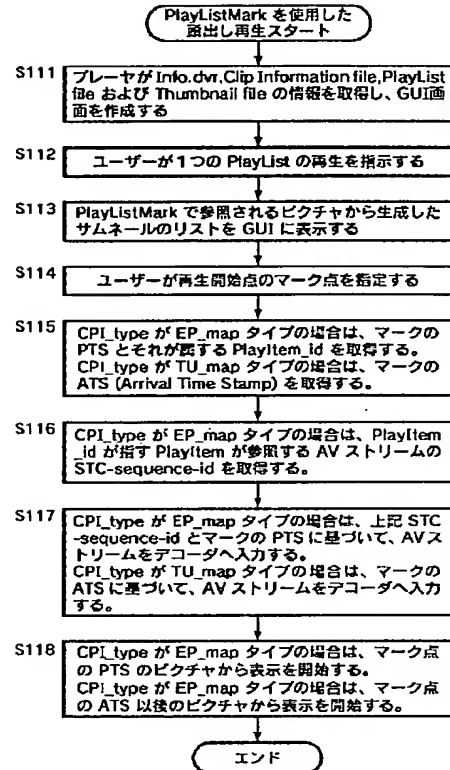 PlayListMark を使用した
頭出し再生スタート
S111
プレーヤが Info.dvr,Clip Information file,PlayList
file および Thumbnail file の情報を取得し、GUI画
面を作成する
S112
ユーザーが1つの PlayList の再生を指示する
S113
PlayListMark で参照されるピクチャから生成した
サムネールのリストを GUI に表示する
S114
ユーザーが再生開始点のマーク点を指定する
S115
CPI_type が EP_map タイプの場合は、マークの
PTS とそれが属する PlayItem_id を取得する。
CPI_type が TU_map タイプの場合は、マークの
ATS (Arrival Time Stamp) を取得する。
S116
CPI_type が EP_map タイプの場合は、PlayItem
_id が指す PlayItem が参照する AV ストリームの
STC-sequence-id を取得する。
S117
CPI_type が EP_map タイプの場合は、上記 STC
-sequence-id とマークの PTS に基づいて、AVス
トリームをデコーダへ入力する。
CPI_type が TU_map タイプの場合は、マークの
ATS に基づいて、AV ストリームをデコーダへ入力
する。
S118
CPI_type が EP_map タイプの場合は、マーク点
の PTS のピクチャから表示を開始する。
CPI_type が EP_map タイプの場合は、マーク点
の ATS 以後のピクチャから表示を開始する。
エンド